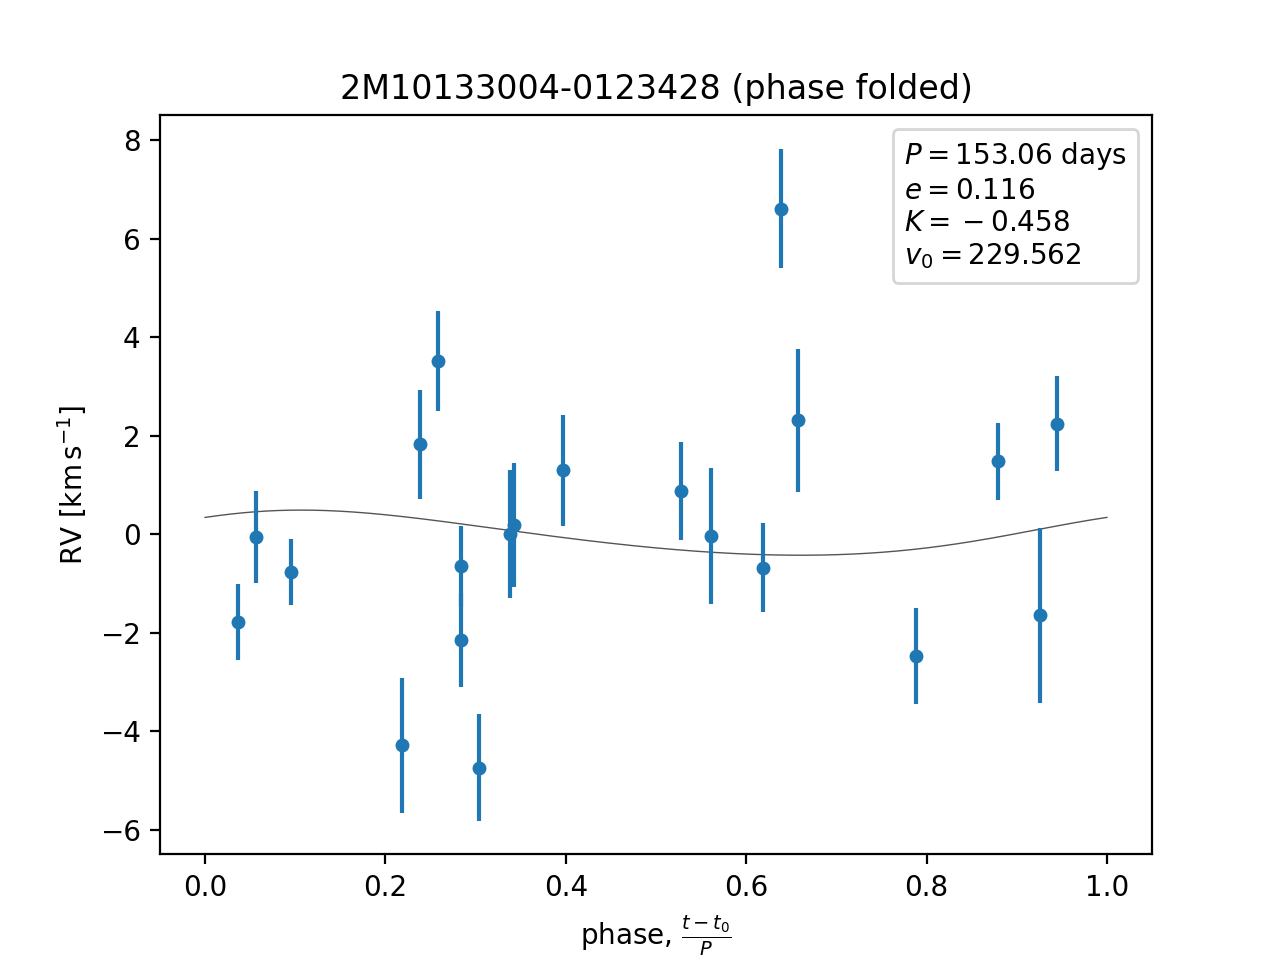 2M10133004-0123428 (phase folded)
P = 153.06 days
e = 0.116
K = −0.458
v₀ = 229.562
RV [km s⁻¹]
8
6
4
2
0
−2
−4
−6
0.0 0.2 0.4 0.6 0.8 1.0
phase, (t − t₀)/P